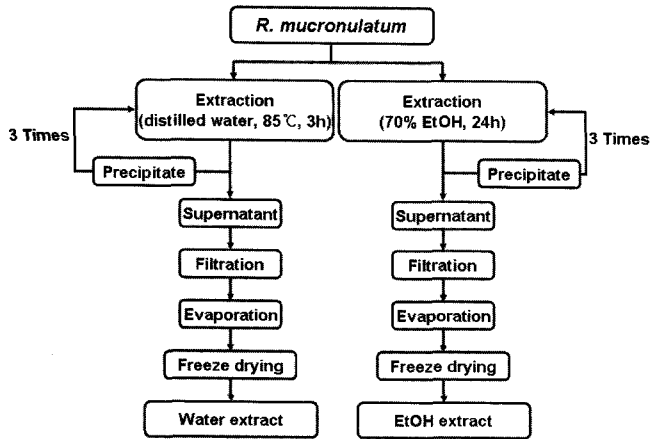 R. mucronulatum
Extraction
(distilled water, 85℃, 3h)
Extraction
(70% EtOH, 24h)
3 Times
3 Times
Precipitate
Precipitate
Supernatant
Supernatant
Filtration
Filtration
Evaporation
Evaporation
Freeze drying
Freeze drying
Water extract
EtOH extract